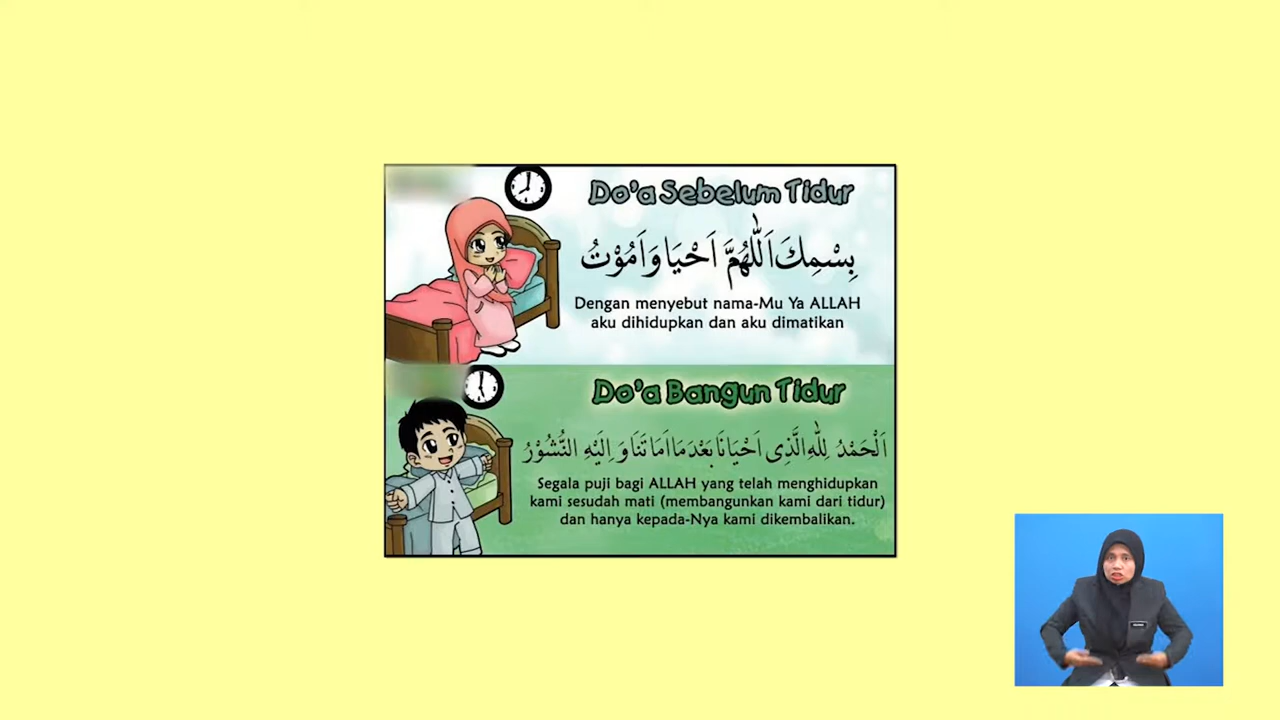 Do'a Sebelum Tidur
بِسْمِكَ اَللّٰهُمَّ اَحْيَا وَاَمُوْتُ
Dengan menyebut nama-Mu Ya ALLAH
aku dihidupkan dan aku dimatikan
Do'a Bangun Tidur
اَلْحَمْدُ لِلّٰهِ الَّذِى اَحْيَانَا بَعْدَمَا اَمَاتَنَا وَ اِلَيْهِ النُّشُوْرُ
Segala puji bagi ALLAH yang telah menghidupkan
kami sesudah mati (membangunkan kami dari tidur)
dan hanya kepada-Nya kami dikembalikan.